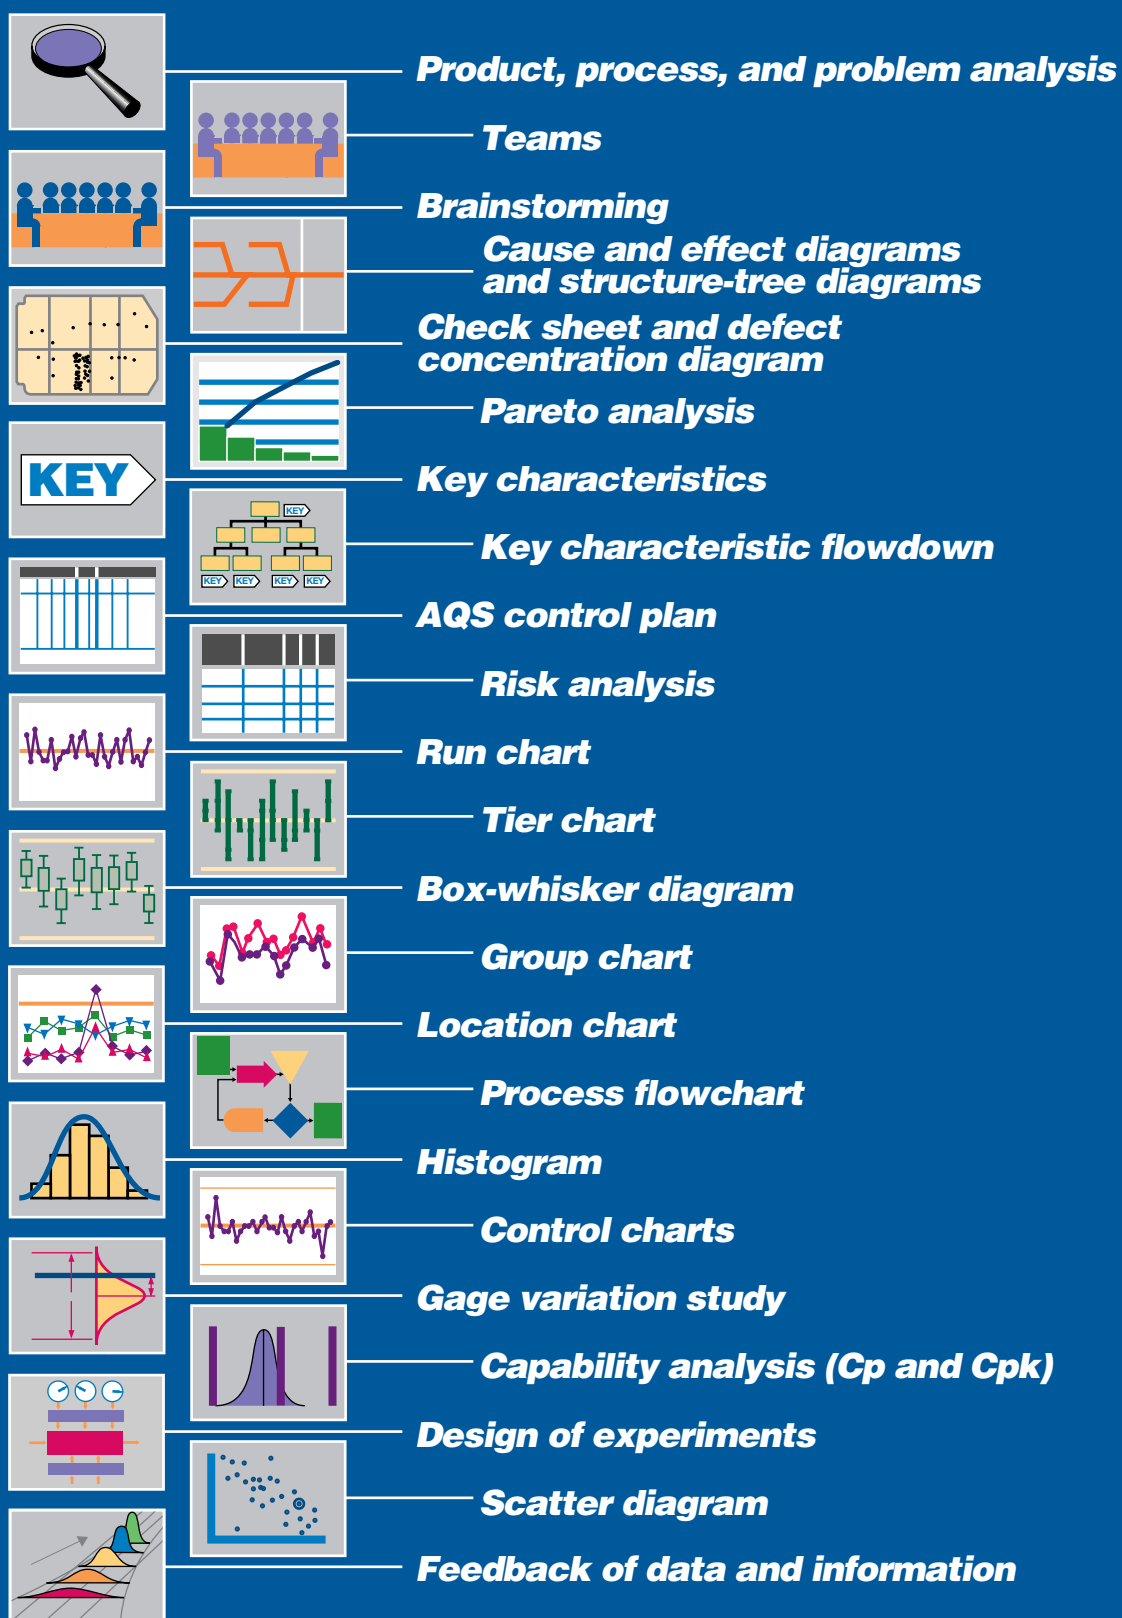 Product, process, and problem analysis
Teams
Brainstorming
Cause and effect diagrams
and structure-tree diagrams
Check sheet and defect
concentration diagram
Pareto analysis
KEY
Key characteristics
KEY
KEY KEY KEY KEY
Key characteristic flowdown
AQS control plan
Risk analysis
Run chart
Tier chart
Box-whisker diagram
Group chart
Location chart
Process flowchart
Histogram
Control charts
Gage variation study
Capability analysis (Cp and Cpk)
Design of experiments
Scatter diagram
Feedback of data and information